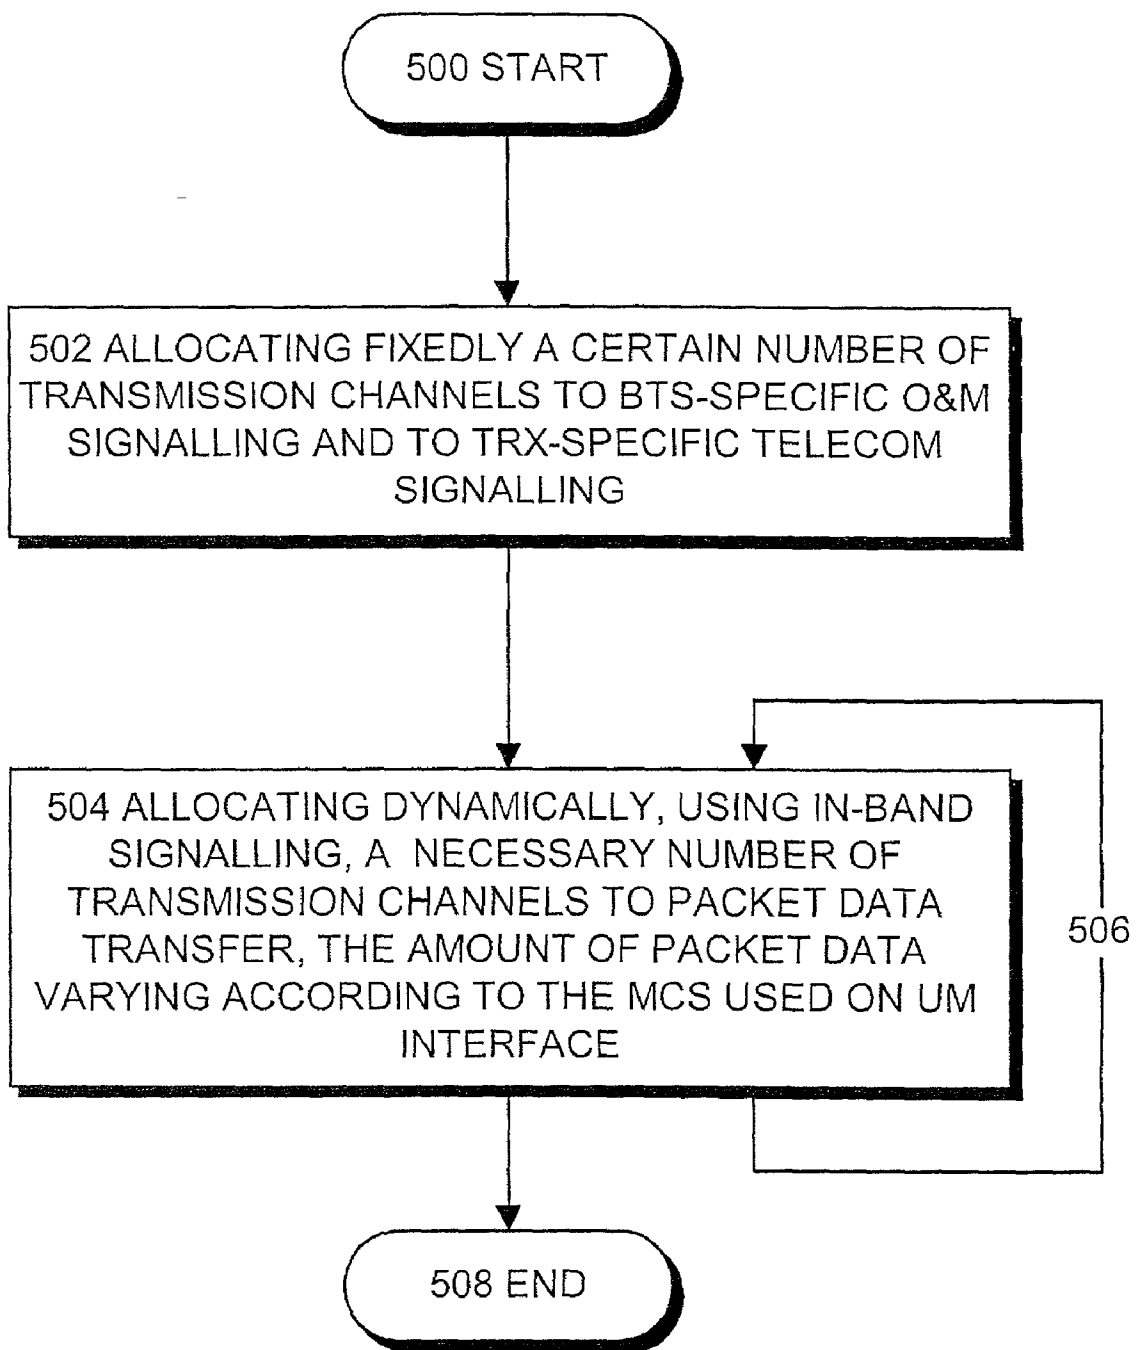 500 START
502 ALLOCATING FIXEDLY A CERTAIN NUMBER OF
TRANSMISSION CHANNELS TO BTS-SPECIFIC O&M
SIGNALLING AND TO TRX-SPECIFIC TELECOM
SIGNALLING
504 ALLOCATING DYNAMICALLY, USING IN-BAND
SIGNALLING, A NECESSARY NUMBER OF
TRANSMISSION CHANNELS TO PACKET DATA
TRANSFER, THE AMOUNT OF PACKET DATA
VARYING ACCORDING TO THE MCS USED ON UM
INTERFACE
506
508 END